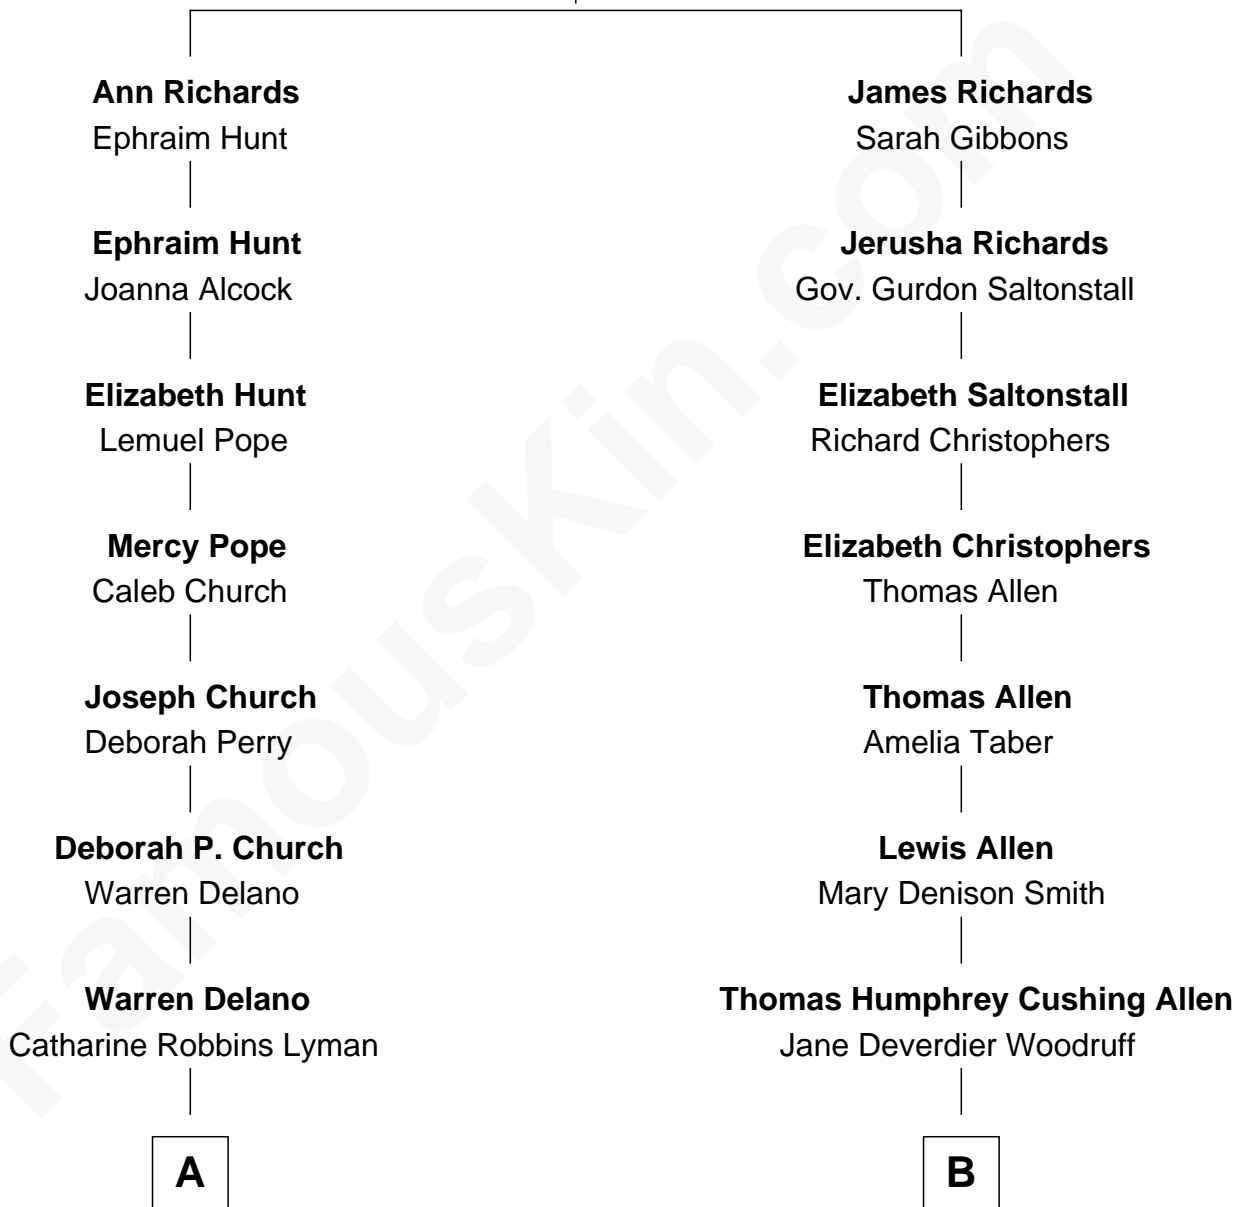 Ann Richards
Ephraim Hunt
James Richards
Sarah Gibbons
Ephraim Hunt
Joanna Alcock
Jerusha Richards
Gov. Gurdon Saltonstall
Elizabeth Hunt
Lemuel Pope
Elizabeth Saltonstall
Richard Christophers
Mercy Pope
Caleb Church
Elizabeth Christophers
Thomas Allen
Joseph Church
Deborah Perry
Thomas Allen
Amelia Taber
Deborah P. Church
Warren Delano
Lewis Allen
Mary Denison Smith
Warren Delano
Catharine Robbins Lyman
Thomas Humphrey Cushing Allen
Jane Deverdier Woodruff
A
B
FamousKin.com